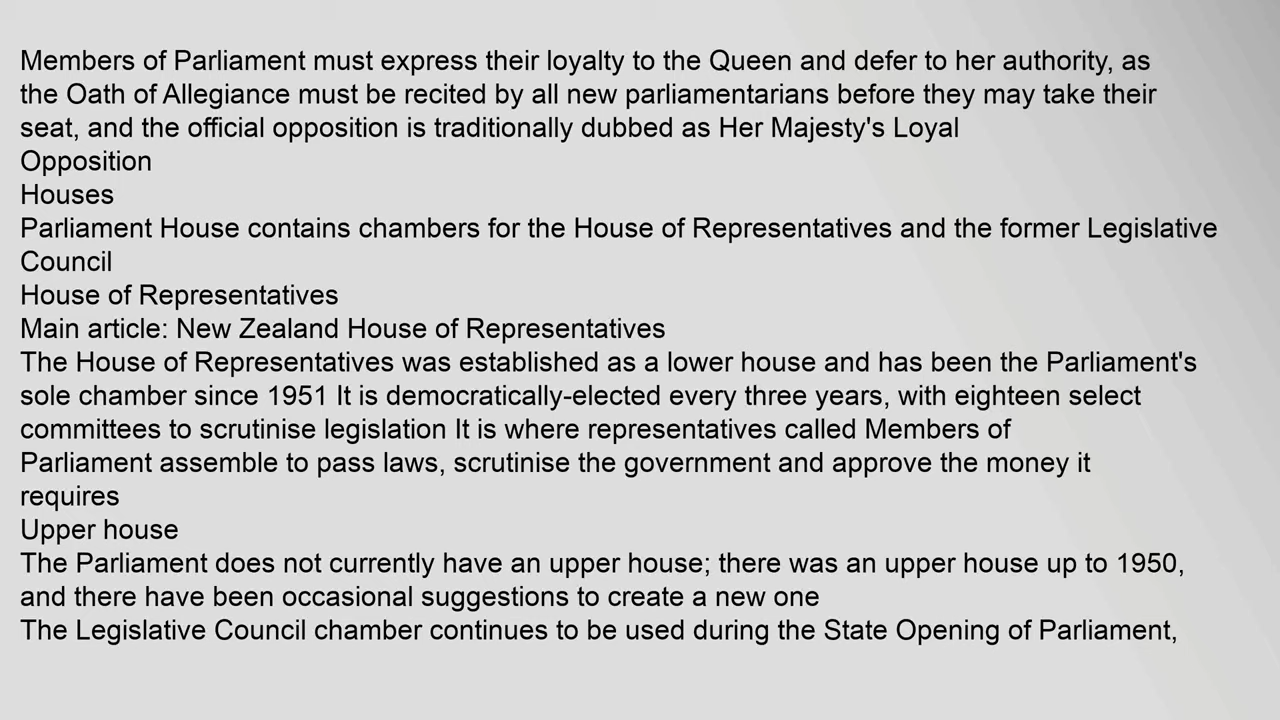 Members of Parliament must express their loyalty to the Queen and defer to her authority, as
the Oath of Allegiance must be recited by all new parliamentarians before they may take their
seat, and the official opposition is traditionally dubbed as Her Majesty's Loyal
Opposition
Houses
Parliament House contains chambers for the House of Representatives and the former Legislative
Council
House of Representatives
Main article: New Zealand House of Representatives
The House of Representatives was established as a lower house and has been the Parliament's
sole chamber since 1951 It is democratically-elected every three years, with eighteen select
committees to scrutinise legislation It is where representatives called Members of
Parliament assemble to pass laws, scrutinise the government and approve the money it
requires
Upper house
The Parliament does not currently have an upper house; there was an upper house up to 1950,
and there have been occasional suggestions to create a new one
The Legislative Council chamber continues to be used during the State Opening of Parliament,